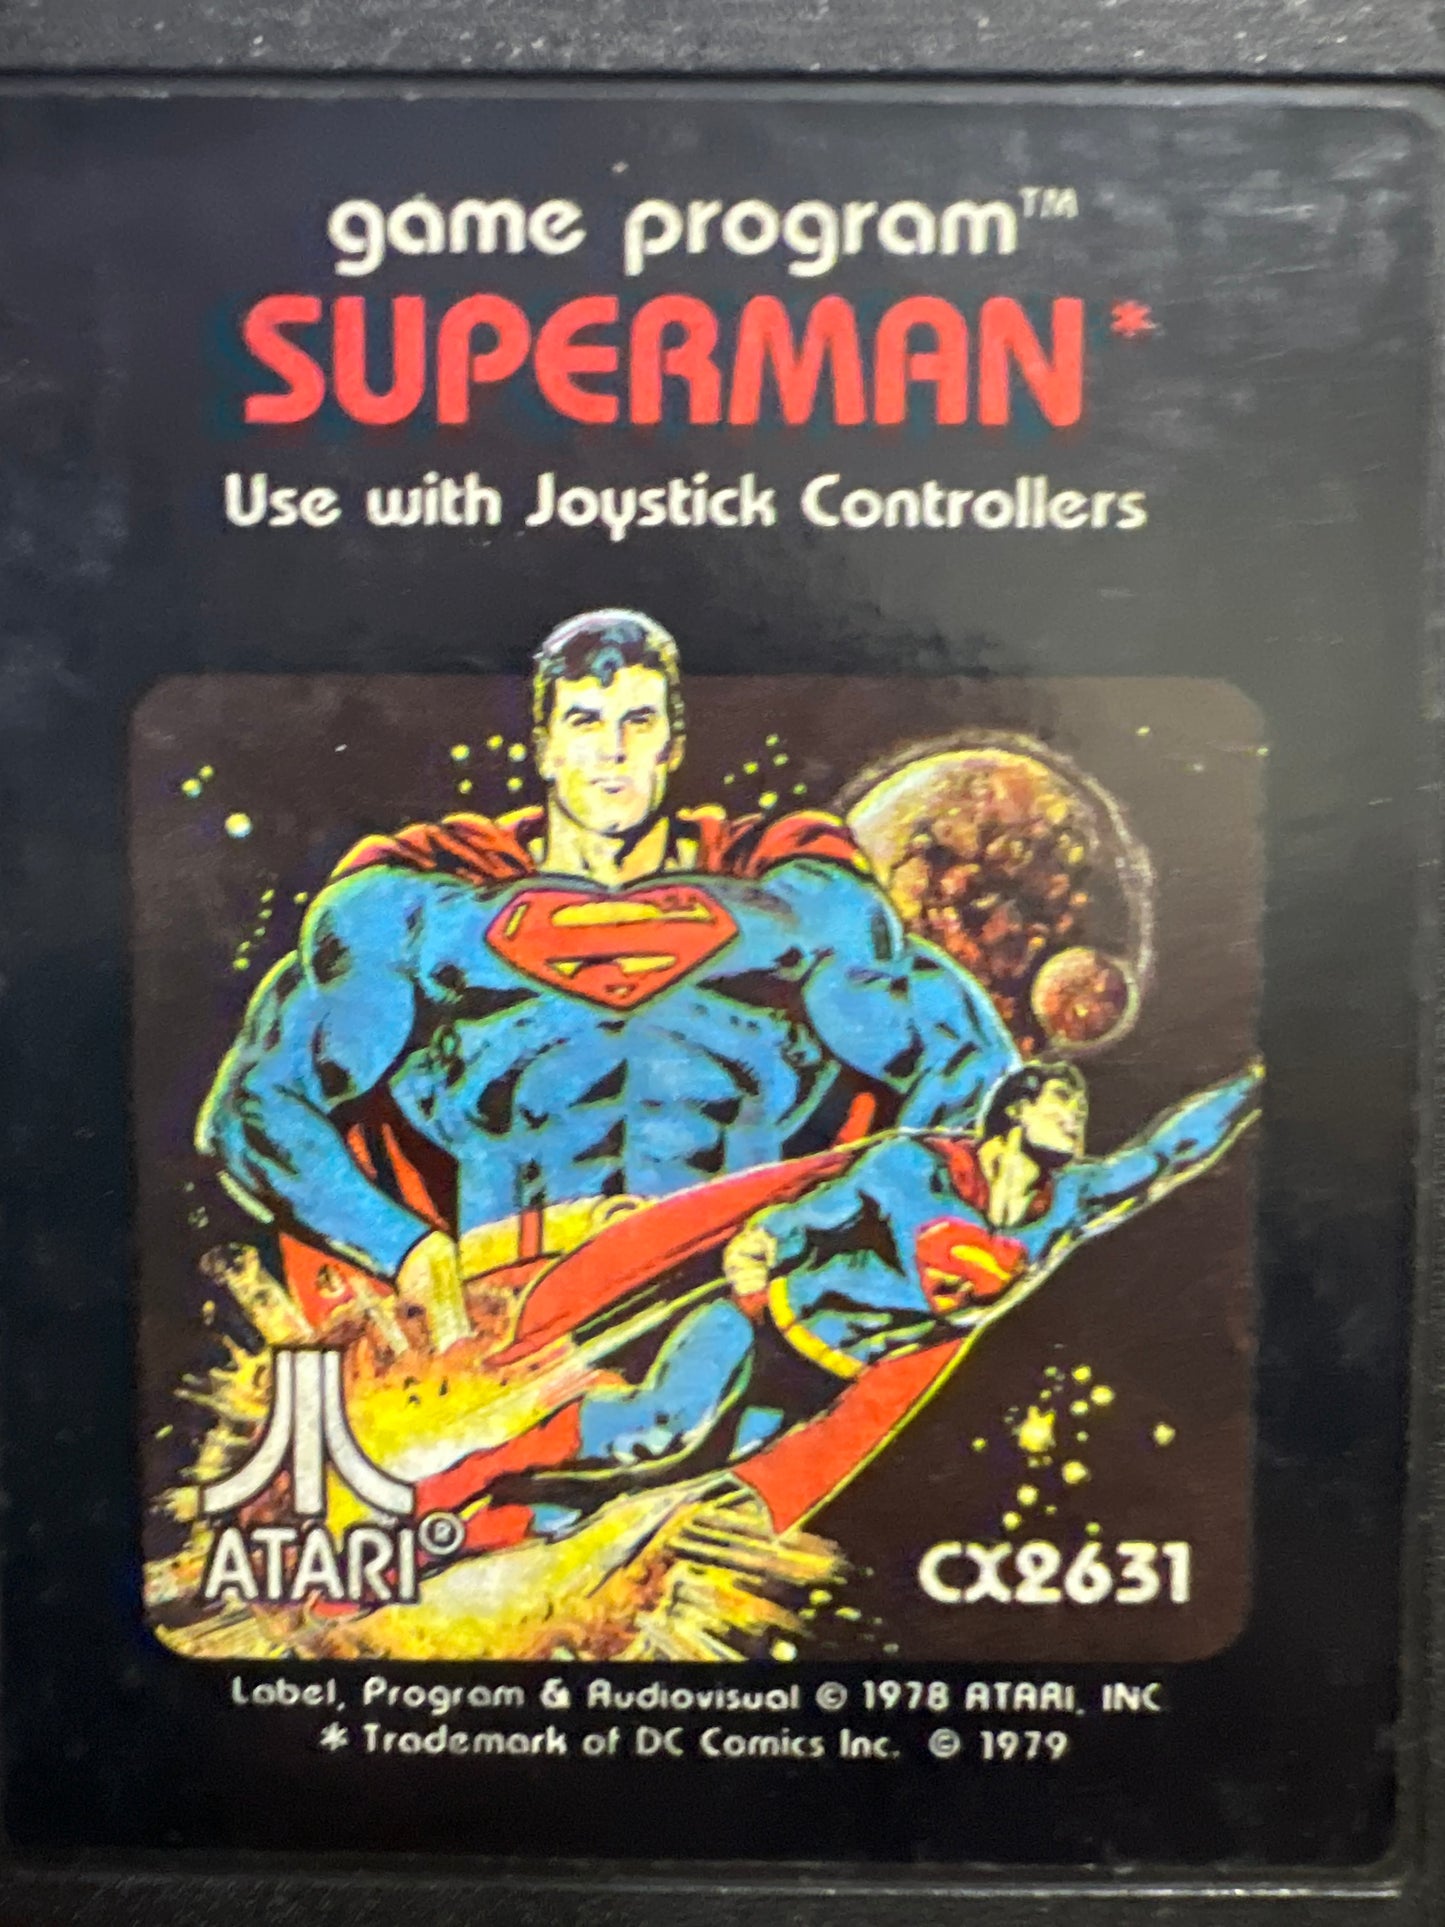 game program™
SUPERMAN*
Use with Joystick Controllers
ATARI®
CX2631
Label, Program & Audiovisual © 1978 ATARI, INC
* Trademark of DC Comics Inc. © 1979